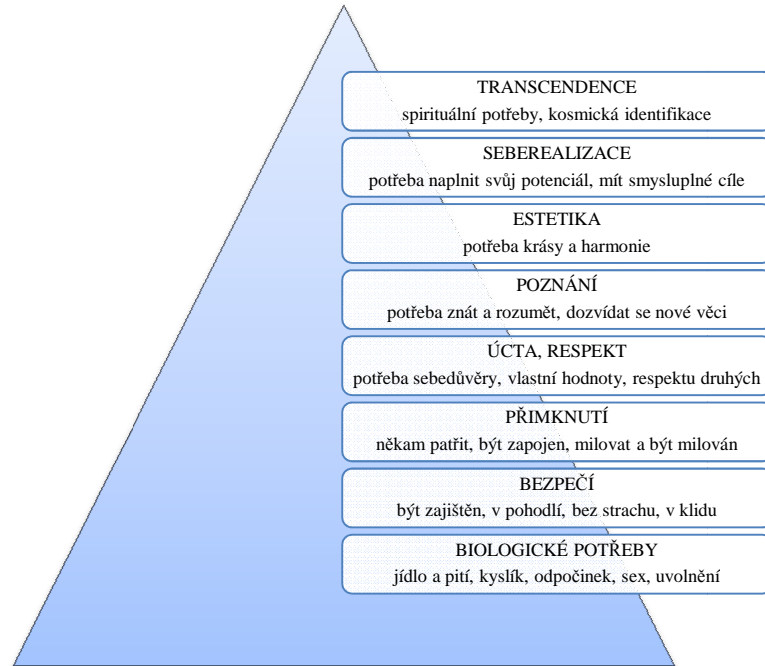 TRANSCENDENCE
spirituální potřeby, kosmická identifikace
SEBEREALIZACE
potřeba naplnit svůj potenciál, mít smysluplné cíle
ESTETIKA
potřeba krásy a harmonie
POZNÁNÍ
potřeba znát a rozumět, dozvídat se nové věci
ÚCTA, RESPEKT
potřeba sebedůvěry, vlastní hodnoty, respektu druhých
PŘIMKNUTÍ
někam patřit, být zapojen, milovat a být milován
BEZPEČÍ
být zajištěn, v pohodlí, bez strachu, v klidu
BIOLOGICKÉ POTŘEBY
jídlo a pití, kyslík, odpočinek, sex, uvolnění